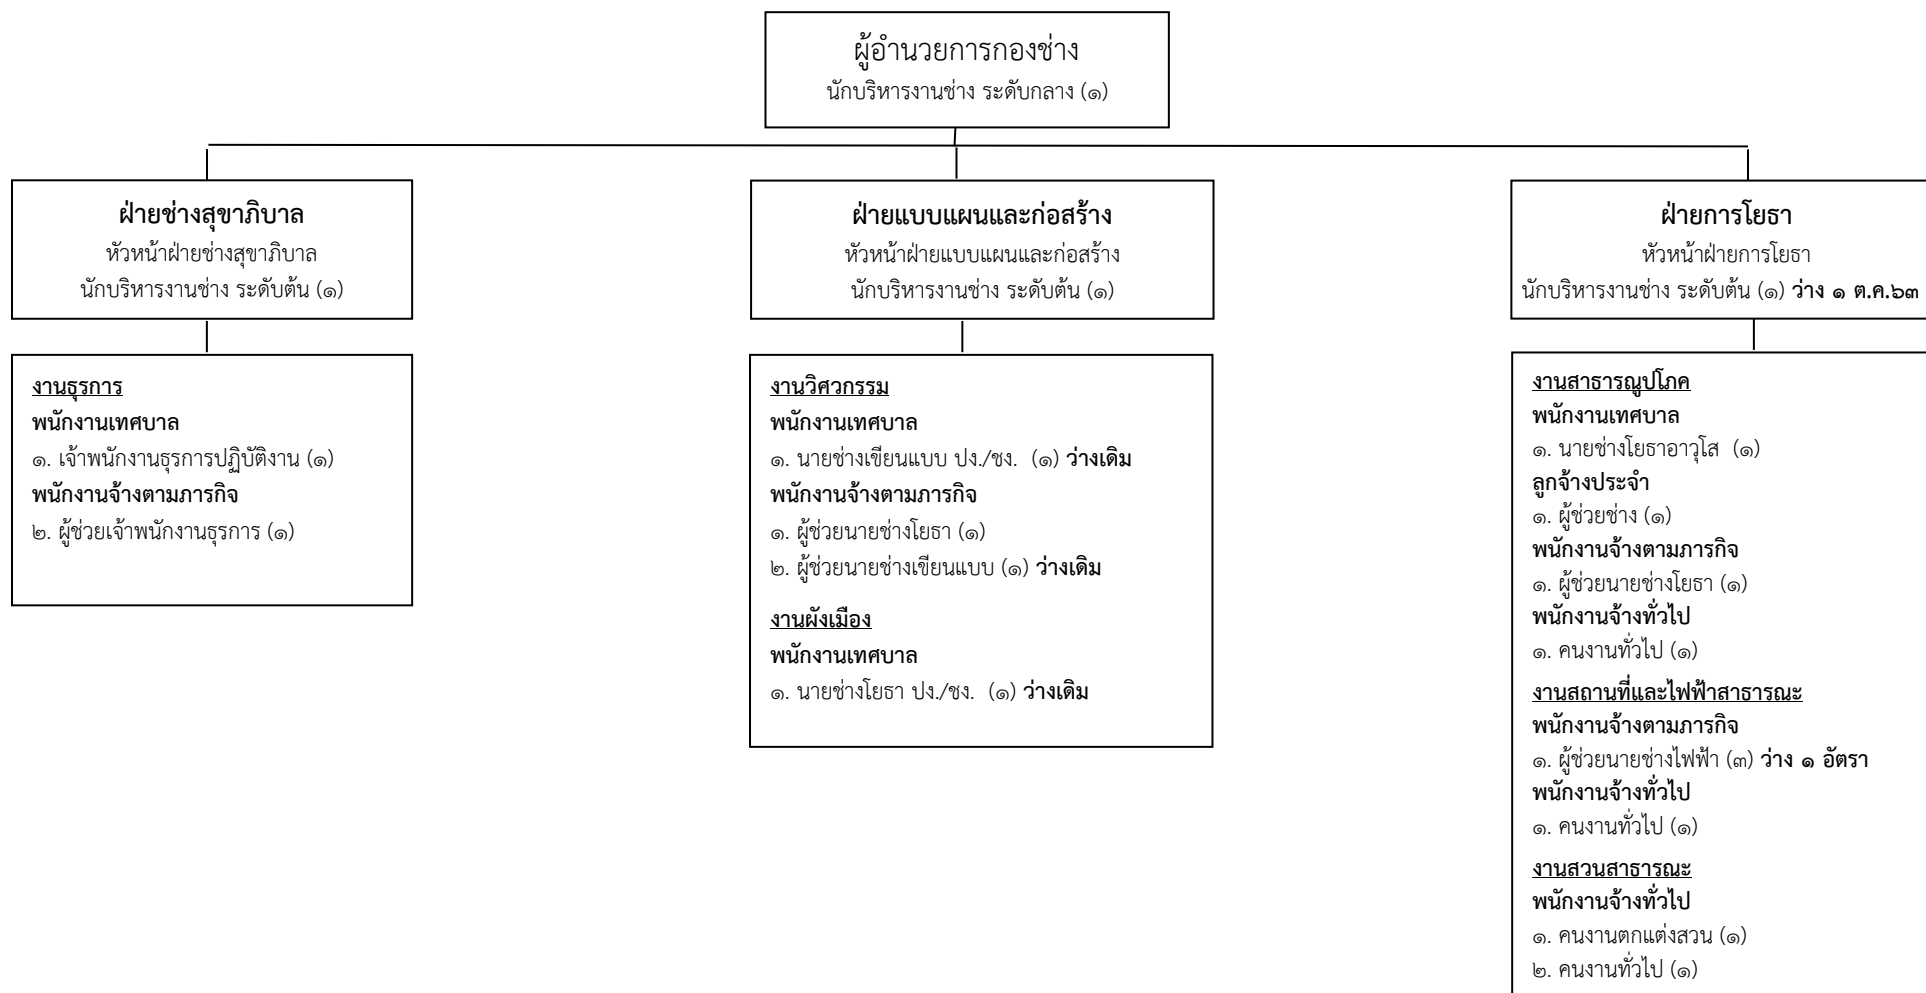 ผู้อำนวยการกองช่าง
นักบริหารงานช่าง ระดับกลาง (๑)
ฝ่ายช่างสุขาภิบาล
หัวหน้าฝ่ายช่างสุขาภิบาล
นักบริหารงานช่าง ระดับต้น (๑)
งานธุรการ
พนักงานเทศบาล
๑. เจ้าพนักงานธุรการปฏิบัติงาน (๑)
พนักงานจ้างตามภารกิจ
๒. ผู้ช่วยเจ้าพนักงานธุรการ (๑)
ฝ่ายแบบแผนและก่อสร้าง
หัวหน้าฝ่ายแบบแผนและก่อสร้าง
นักบริหารงานช่าง ระดับต้น (๑)
งานวิศวกรรม
พนักงานเทศบาล
๑. นายช่างเขียนแบบ ปง./ชง. (๑) ว่างเดิม
พนักงานจ้างตามภารกิจ
๑. ผู้ช่วยนายช่างโยธา (๑)
๒. ผู้ช่วยนายช่างเขียนแบบ (๑) ว่างเดิม
งานผังเมือง
พนักงานเทศบาล
๑. นายช่างโยธา ปง./ชง. (๑) ว่างเดิม
ฝ่ายการโยธา
หัวหน้าฝ่ายการโยธา
นักบริหารงานช่าง ระดับต้น (๑) ว่าง ๑ ต.ค.๖๓
งานสาธารณูปโภค
พนักงานเทศบาล
๑. นายช่างโยธาอาวุโส (๑)
ลูกจ้างประจำ
๑. ผู้ช่วยช่าง (๑)
พนักงานจ้างตามภารกิจ
๑. ผู้ช่วยนายช่างโยธา (๑)
พนักงานจ้างทั่วไป
๑. คนงานทั่วไป (๑)
งานสถานที่และไฟฟ้าสาธารณะ
พนักงานจ้างตามภารกิจ
๑. ผู้ช่วยนายช่างไฟฟ้า (๓) ว่าง ๑ อัตรา
พนักงานจ้างทั่วไป
๑. คนงานทั่วไป (๑)
งานสวนสาธารณะ
พนักงานจ้างทั่วไป
๑. คนงานตกแต่งสวน (๑)
๒. คนงานทั่วไป (๑)